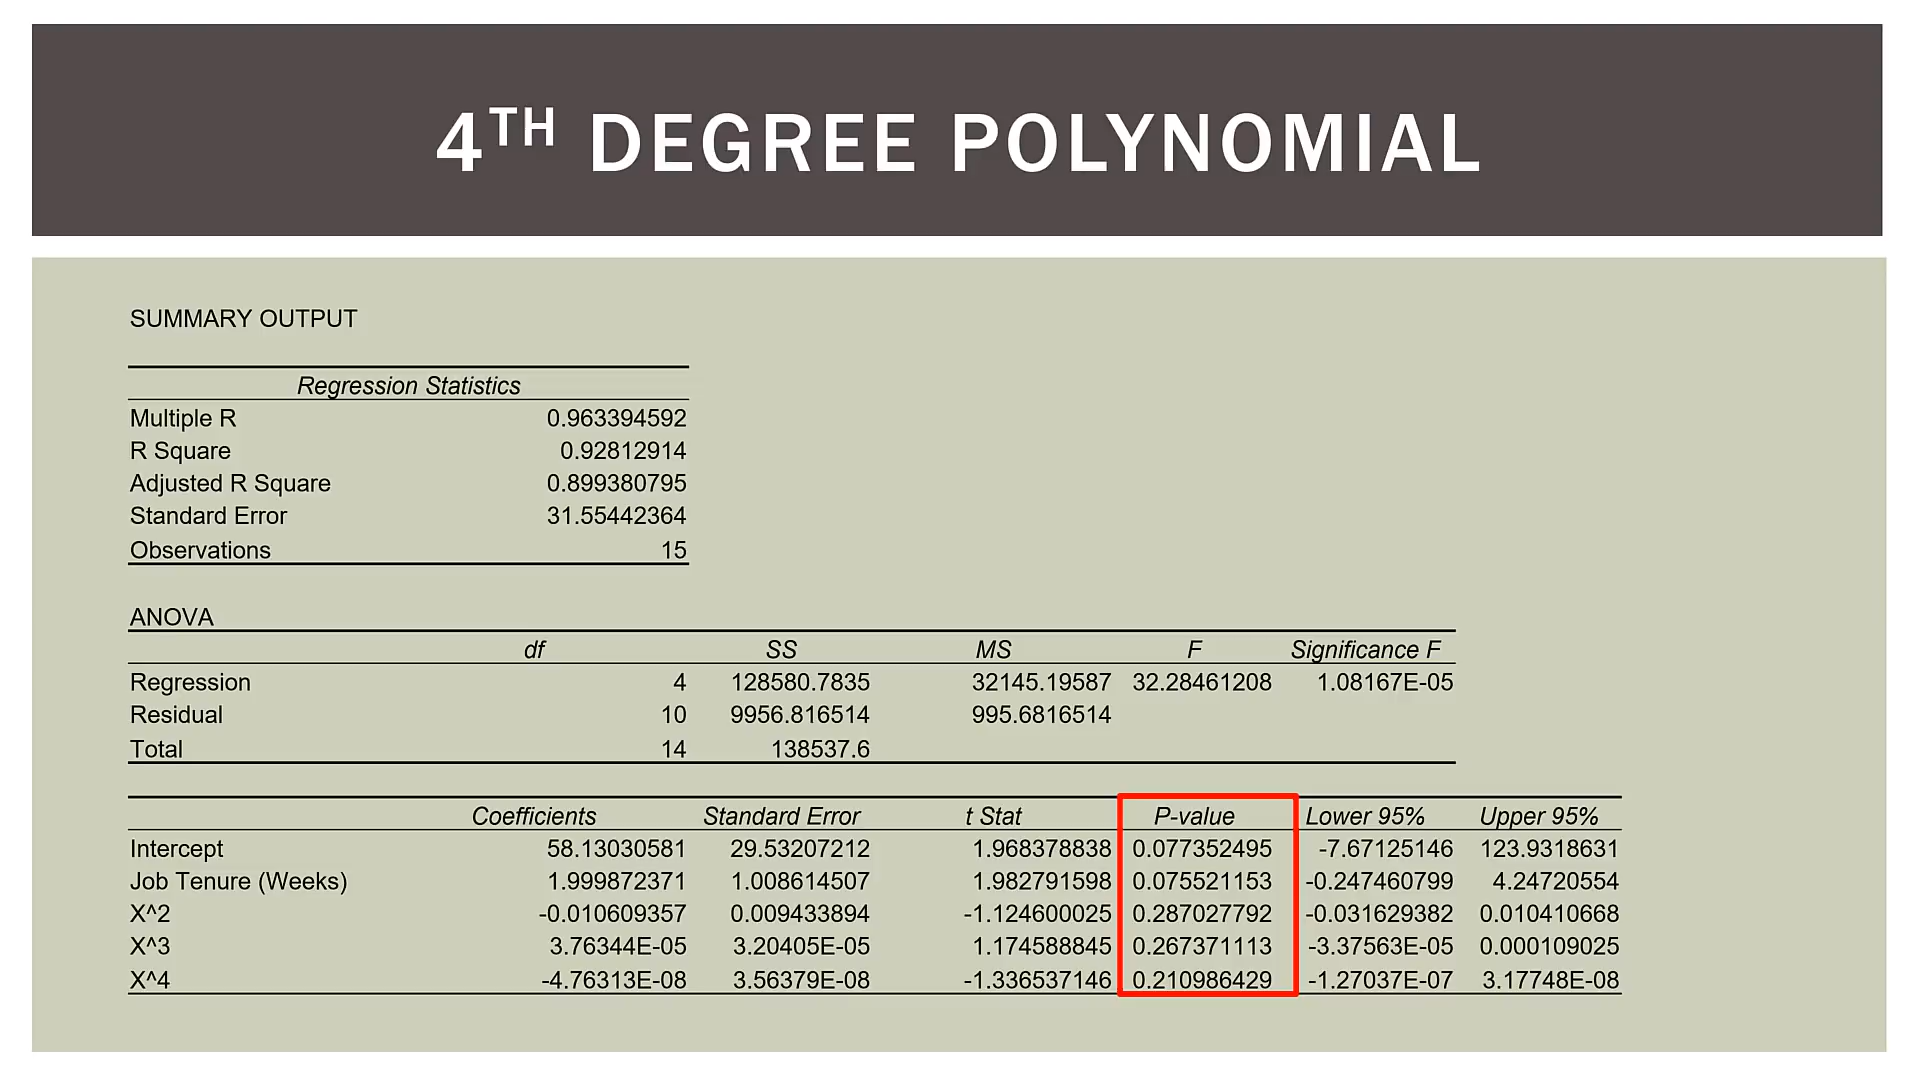 4TH DEGREE POLYNOMIAL
SUMMARY OUTPUT
Regression Statistics
Multiple R 0.963394592
R Square 0.92812914
Adjusted R Square 0.899380795
Standard Error 31.55442364
Observations 15
ANOVA
df SS MS F Significance F
Regression 4 128580.7835 32145.19587 32.28461208 1.08167E-05
Residual 10 9956.816514 995.6816514
Total 14 138537.6
Coefficients Standard Error t Stat P-value Lower 95% Upper 95%
Intercept 58.13030581 29.53207212 1.968378838 0.077352495 -7.67125146 123.9318631
Job Tenure (Weeks) 1.999872371 1.008614507 1.982791598 0.075521153 -0.247460799 4.24720554
X^2 -0.010609357 0.009433894 -1.124600025 0.287027792 -0.031629382 0.010410668
X^3 3.76344E-05 3.20405E-05 1.174588845 0.267371113 -3.37563E-05 0.000109025
X^4 -4.76313E-08 3.56379E-08 -1.336537146 0.210986429 -1.27037E-07 3.17748E-08